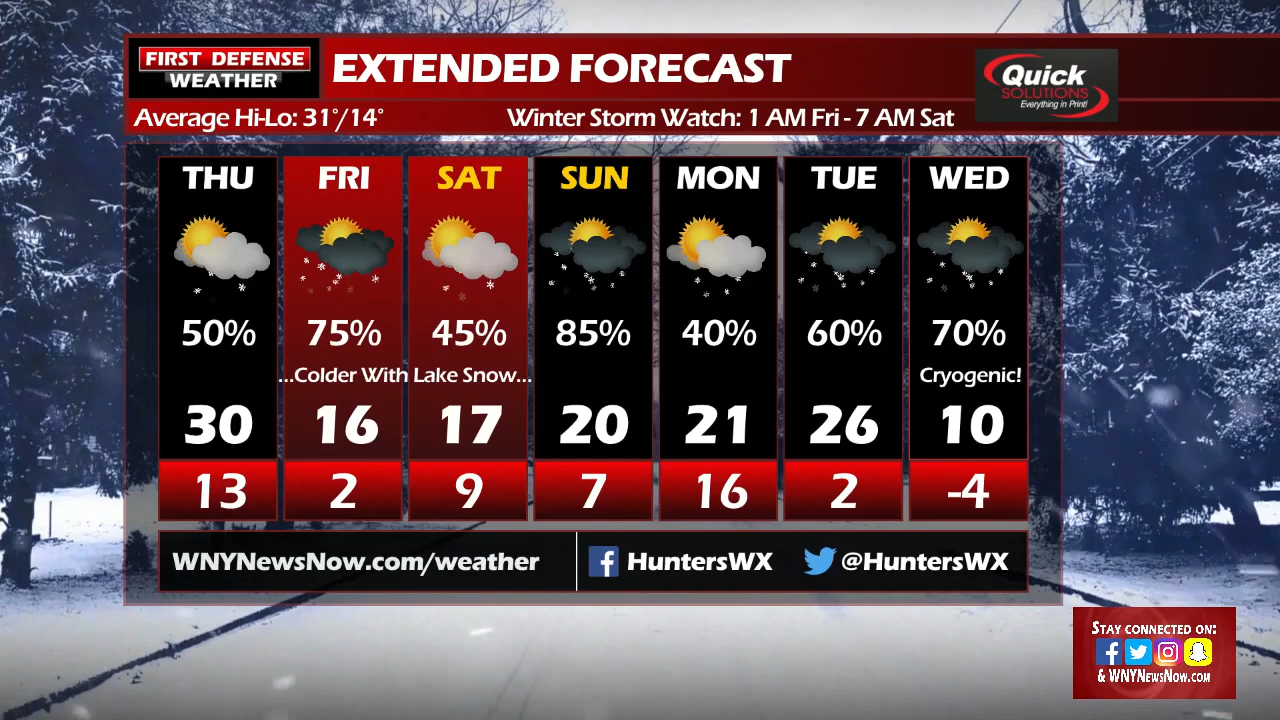 FIRST DEFENSE
WEATHER
EXTENDED FORECAST
Quick
SOLUTIONS
Everything in Print!
Average Hi-Lo: 31°/14°
Winter Storm Watch: 1 AM Fri - 7 AM Sat
THU FRI SAT SUN MON TUE WED
50% 75% 45% 85% 40% 60% 70%
...Colder With Lake Snow... Cryogenic!
30 16 17 20 21 26 10
13 2 9 7 16 2 -4
WNYNewsNow.com/weather HuntersWX @HuntersWX
STAY CONNECTED ON:
& WNYNewsNow.com